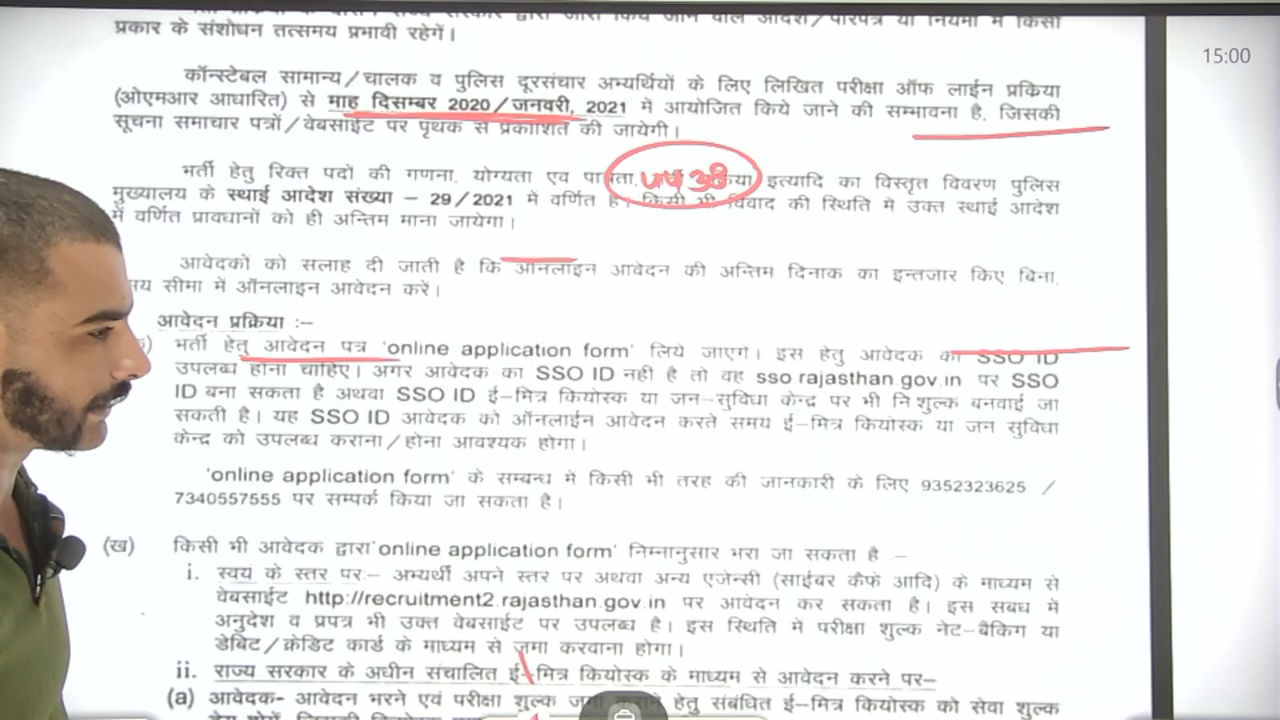 प्रकार के संशोधन तत्समय प्रभावी रहेगें।
15:00
कॉन्स्टेबल सामान्य/चालक व पुलिस दूरसंचार अभ्यर्थियों के लिए लिखित परीक्षा ऑफ लाईन प्रक्रिया
(ओएमआर आधारित) से माह दिसम्बर 2020/जनवरी, 2021 में आयोजित किये जाने की सम्भावना है, जिसकी
सूचना समाचार पत्रों/वेबसाईट पर पृथक से प्रकाशित की जायेगी।
भर्ती हेतु रिक्त पदों की गणना, योग्यता एवं इत्यादि का विस्तृत विवरण पुलिस
मुख्यालय के स्थाई आदेश संख्या – 29/2021 में वर्णित है। किसी भी विवाद की स्थिति में उक्त स्थाई आदेश
में वर्णित प्रावधानों को ही अन्तिम माना जायेगा।
आवेदकों को सलाह दी जाती है कि ऑनलाइन आवेदन की अन्तिम दिनाक का इन्तजार किए बिना,
सीमा में ऑनलाइन आवेदन करें।
आवेदन प्रक्रिया :–
भर्ती हेतु आवेदन पत्र 'online application form' लिये जाएगें। इस हेतु आवेदक का SSO ID
उपलब्ध होना चाहिए। अगर आवेदक का SSO ID नही है तो वह sso.rajasthan.gov.in पर SSO
ID बना सकता है अथवा SSO ID ई–मित्र कियोस्क या जन–सुविधा केन्द्र पर भी निशुल्क बनवाई जा
सकती है। यह SSO ID आवेदक को ऑनलाईन आवेदन करते समय ई–मित्र कियोस्क या जन सुविधा
केन्द्र को उपलब्ध कराना/होना आवश्यक होगा।
'online application form' के सम्बन्ध मे किसी भी तरह की जानकारी के लिए 9352323625 /
7340557555 पर सम्पर्क किया जा सकता है।
(ख) किसी भी आवेदक द्वारा 'online application form' निम्नानुसार भरा जा सकता है –
i. स्वय के स्तर पर:– अभ्यर्थी अपने स्तर पर अथवा अन्य एजेन्सी (साईबर कैफे आदि) के माध्यम से
वेबसाईट http://recruitment2.rajasthan.gov.in पर आवेदन कर सकता है। इस सबध में
अनुदेश व प्रपत्र भी उक्त वेबसाईट पर उपलब्ध है। इस स्थिति मे परीक्षा शुल्क नेट–बैकिग या
डेबिट/क्रेडिट कार्ड के माध्यम से जमा करवाना होगा।
ii. राज्य सरकार के अधीन संचालित ई–मित्र कियोस्क के माध्यम से आवेदन करने पर–
(a) आवेदक- आवेदन भरने एवं परीक्षा शुल्क हेतु संबंधित ई–मित्र कियोस्क को सेवा शुल्क